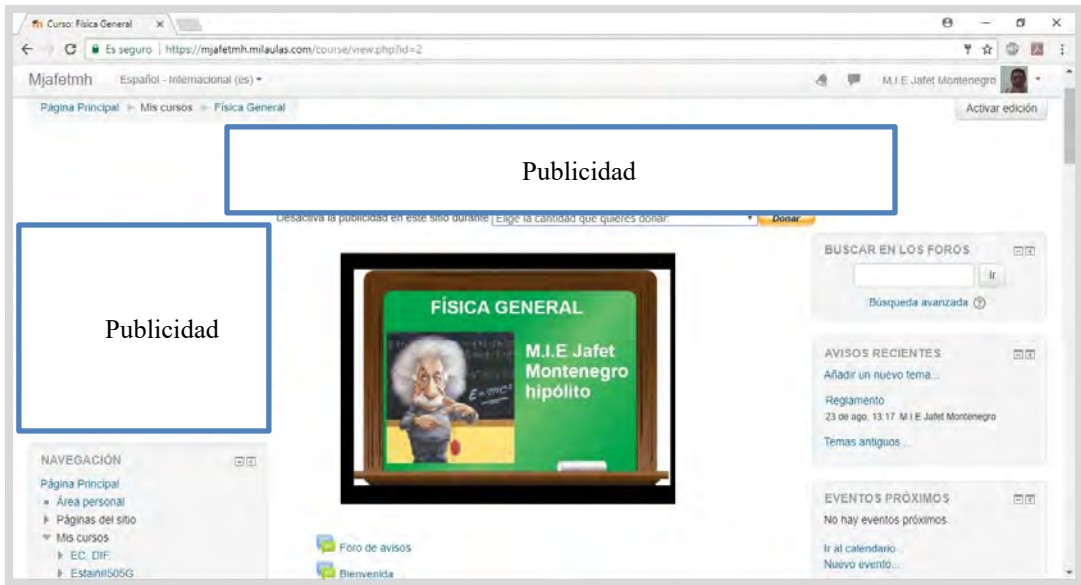 Curso: Física General
Es seguro | https://mjafetmh.milaulas.com/course/view.php?id=2
Mjafetmh Español - Internacional (es) M.I.E Jafet Montenegro
Página Principal Mis cursos Física General Activar edición
Publicidad
Desactiva la publicidad en este sitio durante Elige la cantidad que quieres donar: Donar
Publicidad
FÍSICA GENERAL
M.I.E Jafet
Montenegro
hipólito
E=mc²
NAVEGACIÓN
Página Principal
Área personal
Páginas del sitio
Mis cursos
EC. DIF.
EstainII505G
Foro de avisos
Bienvenida
BUSCAR EN LOS FOROS
Ir
Búsqueda avanzada
AVISOS RECIENTES
Añadir un nuevo tema...
Reglamento
23 de ago, 13:17 M.I.E Jafet Montenegro
Temas antiguos ...
EVENTOS PRÓXIMOS
No hay eventos próximos
Ir al calendario...
Nuevo evento...